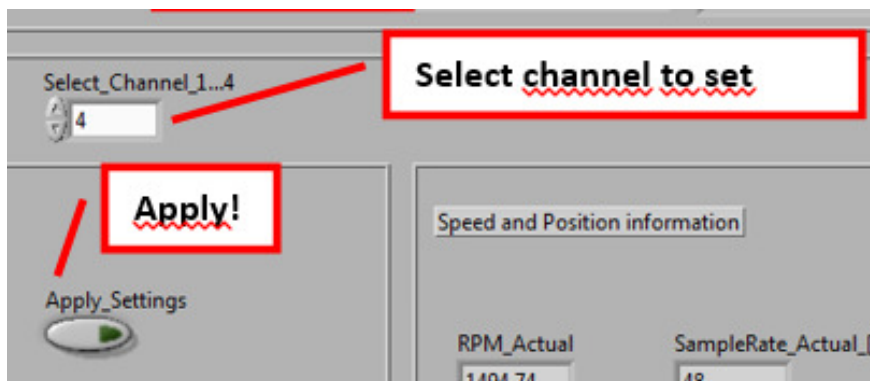 Select_Channel_1...4
4
Select channel to set
Apply!
Speed and Position information
Apply_Settings
RPM_Actual
SampleRate_Actual_[
1494,74
48